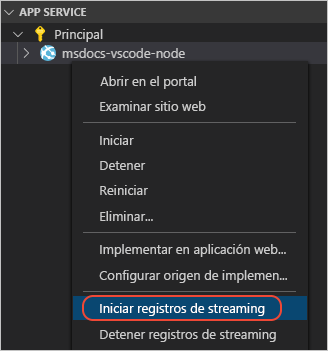 APP SERVICE
Principal
msdocs-vscode-node
Abrir en el portal
Examinar sitio web
Iniciar
Detener
Reiniciar
Eliminar...
Implementar en aplicación web...
Configurar origen de implemen...
Iniciar registros de streaming
Detener registros de streaming